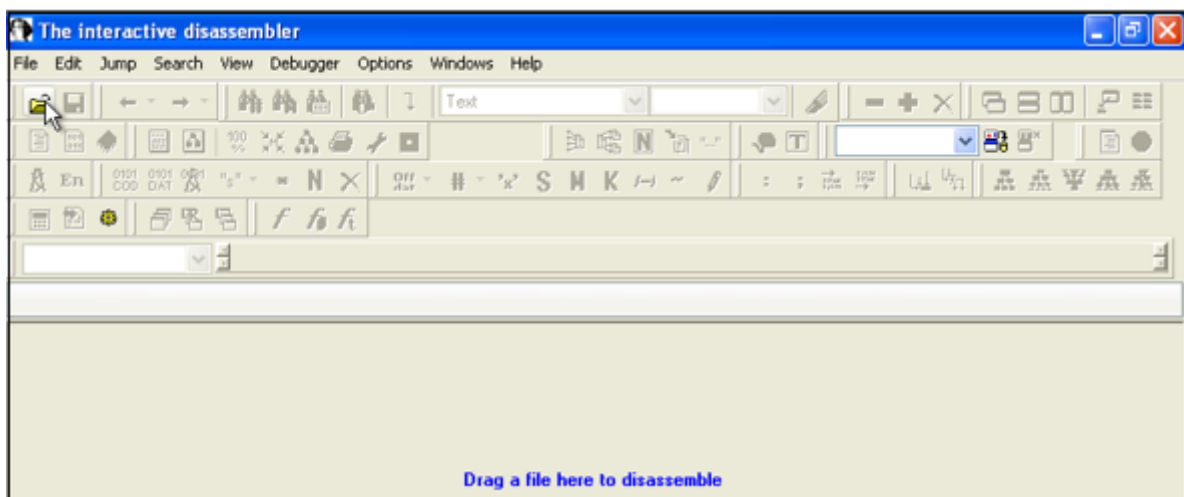 The interactive disassembler
File Edit Jump Search View Debugger Options Windows Help
Text
En N S M K
Drag a file here to disassemble